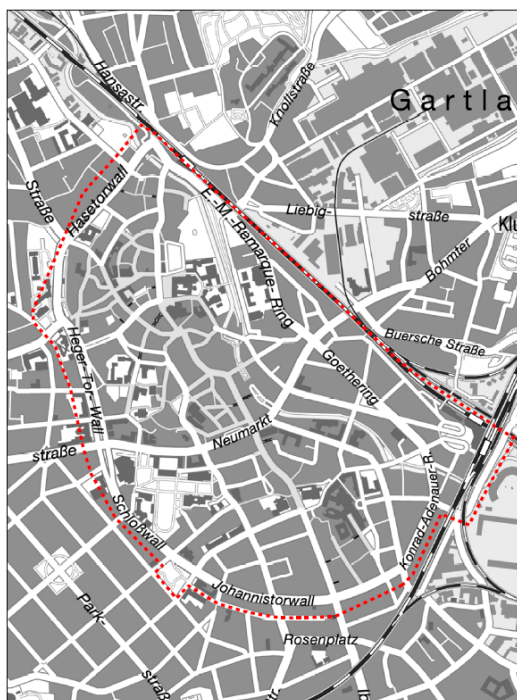 Hansastr.
Knollstraße
Gartla
Straße
Hasetorwall
E.-M.-Remarque-Ring
Liebig-
straße
Klu
Bohmter
Buersche Straße
Goethering
Heger-Tor-Wall
Neumarkt
straße
Konrad-Adenauer-R.
Schloßwall
Johannistorwall
Park-
Rosenplatz
straß
str.